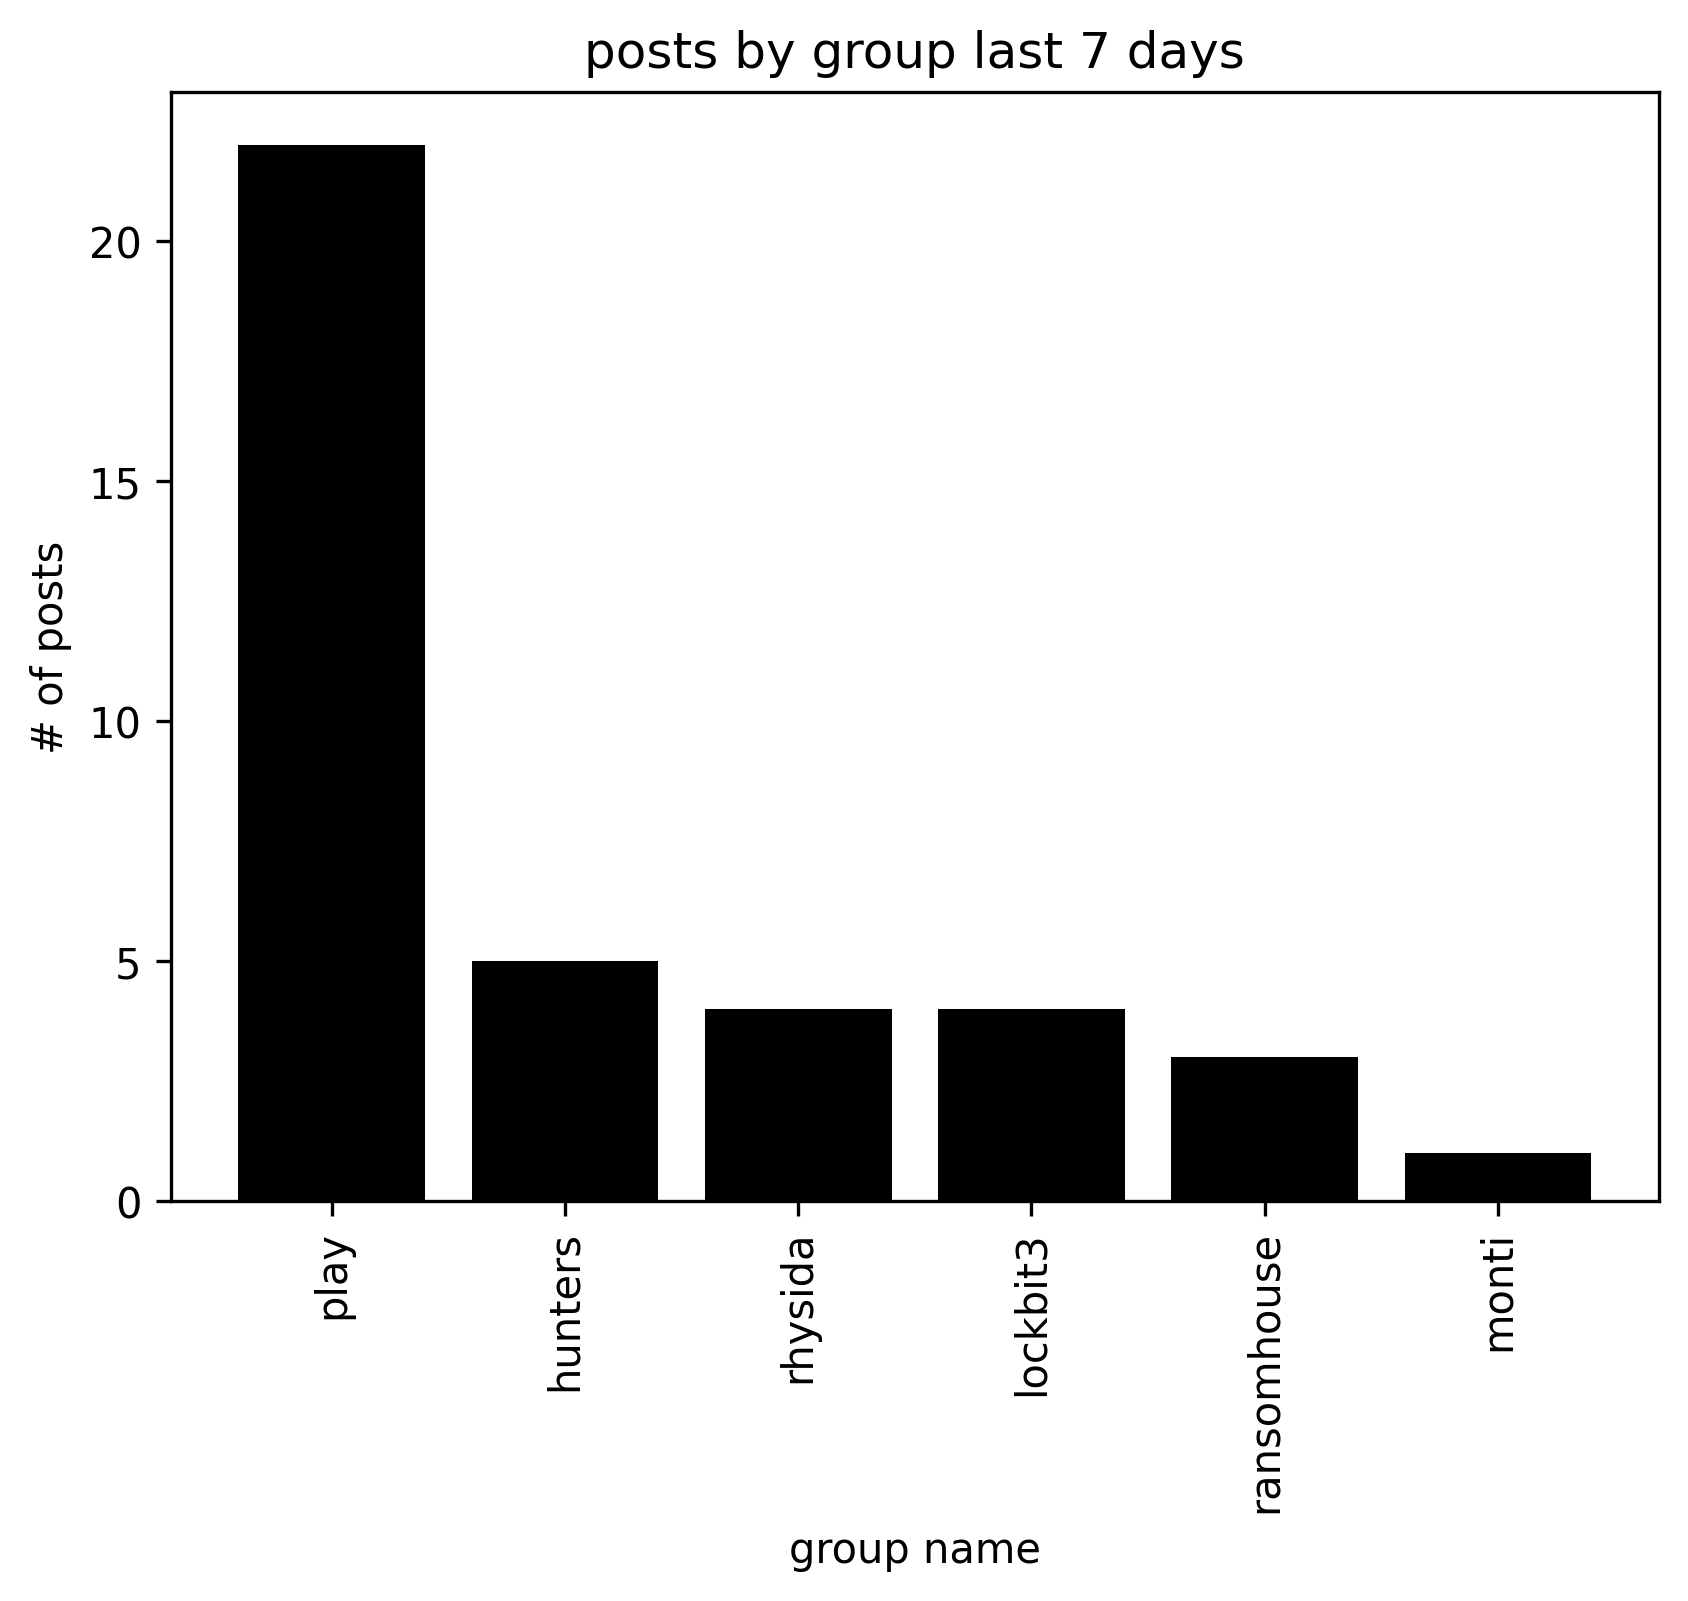 posts by group last 7 days
# of posts
20
15
10
5
0
play
hunters
rhysida
lockbit3
ransomhouse
monti
group name